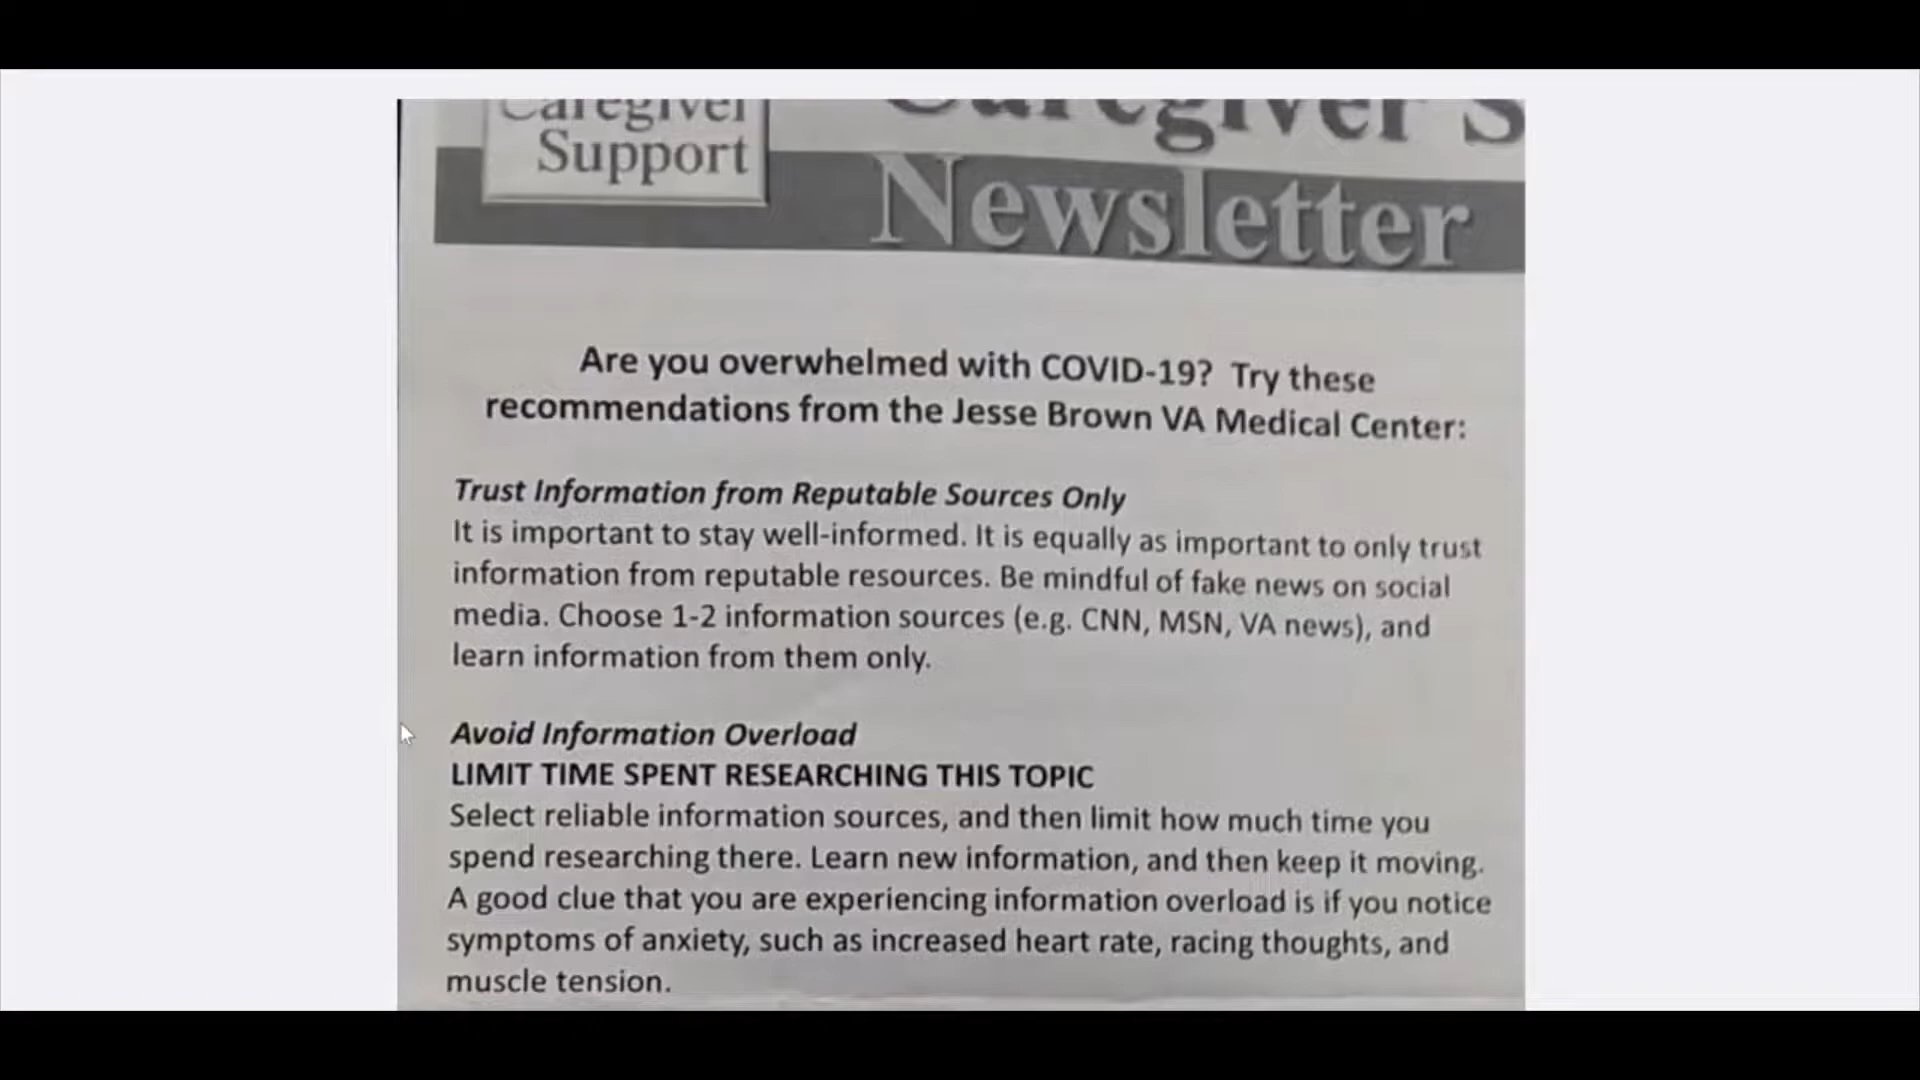 Caregiver
Support
Caregiver S
Newsletter
Are you overwhelmed with COVID-19? Try these
recommendations from the Jesse Brown VA Medical Center:
Trust Information from Reputable Sources Only
It is important to stay well-informed. It is equally as important to only trust
information from reputable resources. Be mindful of fake news on social
media. Choose 1-2 information sources (e.g. CNN, MSN, VA news), and
learn information from them only.
Avoid Information Overload
LIMIT TIME SPENT RESEARCHING THIS TOPIC
Select reliable information sources, and then limit how much time you
spend researching there. Learn new information, and then keep it moving.
A good clue that you are experiencing information overload is if you notice
symptoms of anxiety, such as increased heart rate, racing thoughts, and
muscle tension.